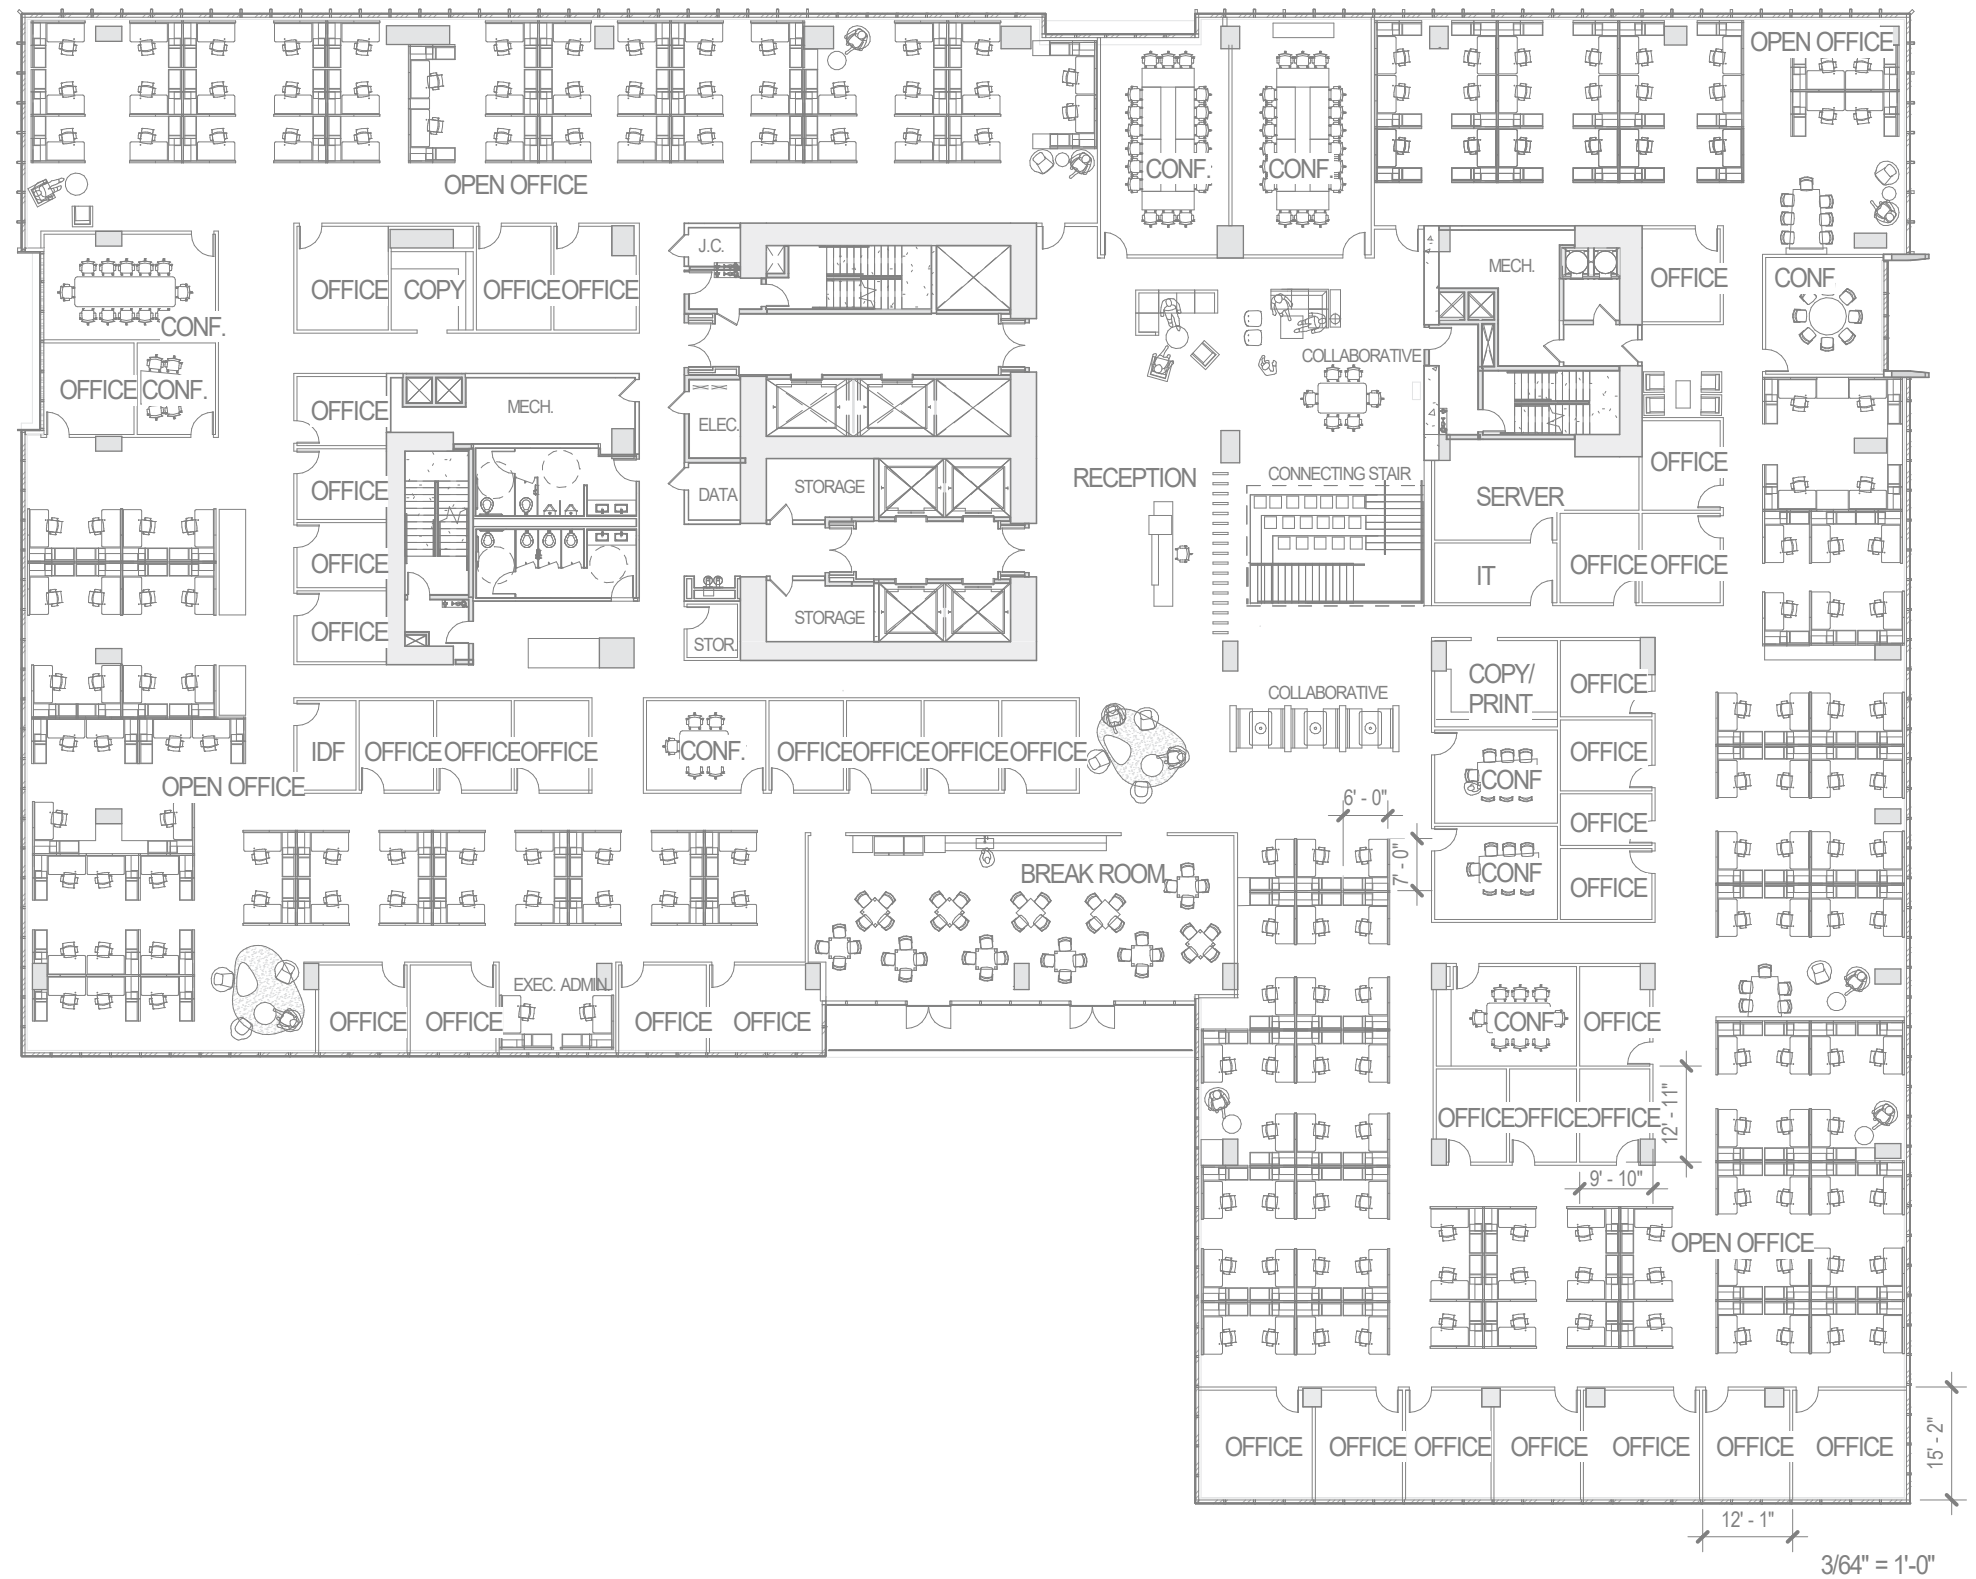 OPEN OFFICE
CONF.
CONF.
OPEN OFFICE
J.C.
MECH.
OFFICE
CONF
OFFICE
COPY
OFFICE
OFFICE
CONF.
COLLABORATIVE
OFFICE
CONF.
OFFICE
MECH.
ELEC.
OFFICE
RECEPTION
CONNECTING STAIR
OFFICE
STORAGE
DATA
SERVER
OFFICE
IT
OFFICE
OFFICE
STORAGE
OFFICE
STOR.
COPY/
PRINT
OFFICE
COLLABORATIVE
IDF
OFFICE
OFFICE
OFFICE
CONF.
OFFICE
OFFICE
OFFICE
OFFICE
CONF
OFFICE
OPEN OFFICE
6' - 0"
7' - 0"
OFFICE
BREAK ROOM
CONF
OFFICE
EXEC. ADMIN.
OFFICE
OFFICE
OFFICE
OFFICE
CONF
OFFICE
OFFICE
OFFICE
OFFICE
12' - 11"
9' - 10"
OPEN OFFICE
OFFICE
OFFICE
OFFICE
OFFICE
OFFICE
OFFICE
OFFICE
15' - 2"
12' - 1"
3/64" = 1'-0"